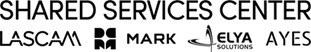 SHARED SERVICES CENTER
LASCAM MARK ELYA SOLUTIONS AYES